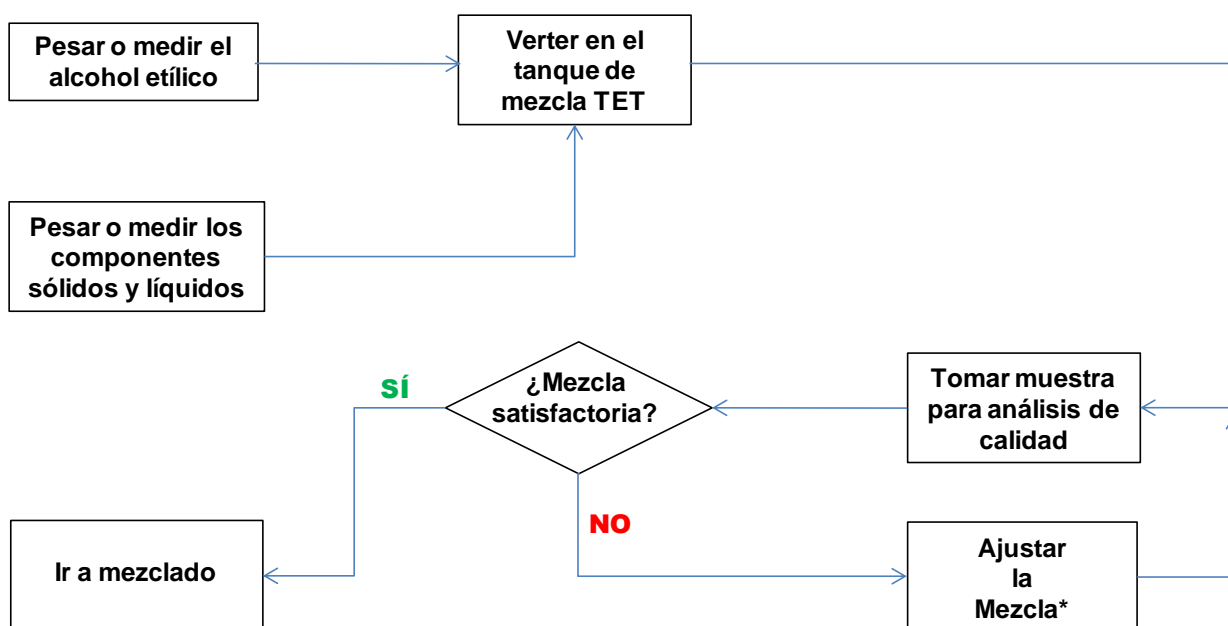 Pesar o medir el
alcohol etílico
Verter en el
tanque de
mezcla TET
Pesar o medir los
componentes
sólidos y líquidos
¿Mezcla
satisfactoria?
SÍ
NO
Tomar muestra
para análisis de
calidad
Ir a mezclado
Ajustar
la
Mezcla*